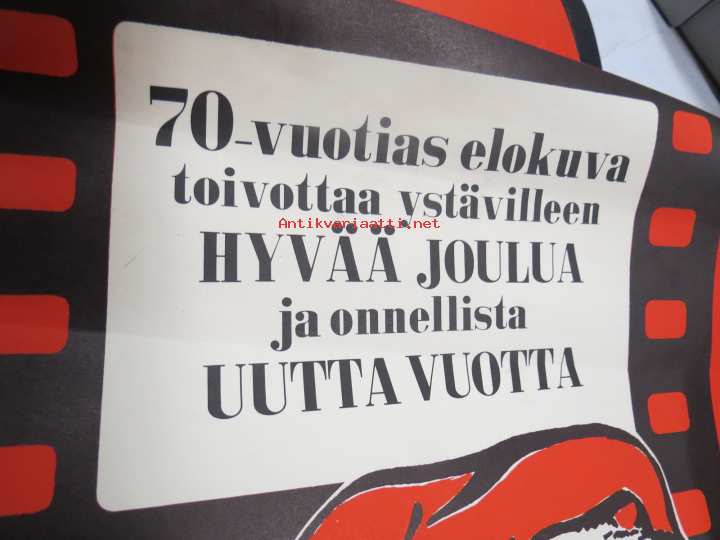 70-vuotias elokuva
toivottaa ystävilleen
Antikvariaatti.net
HYVÄÄ JOULUA
ja onnellista
UUTTA VUOTTA